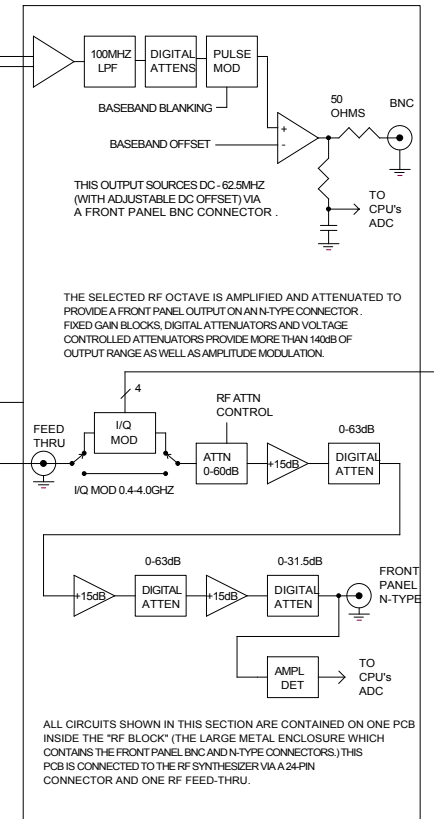 100MHZ
LPF
DIGITAL
ATTENS
PULSE
MOD
BASEBAND BLANKING
BASEBAND OFFSET
+
-
50
OHMS
BNC
TO
CPU's
ADC
THIS OUTPUT SOURCES DC - 62.5MHZ
(WITH ADJUSTABLE DC OFFSET) VIA
A FRONT PANEL BNC CONNECTOR .
THE SELECTED RF OCTAVE IS AMPLIFIED AND ATTENUATED TO
PROVIDE A FRONT PANEL OUTPUT ON AN N-TYPE CONNECTOR .
FIXED GAIN BLOCKS, DIGITAL ATTENUATORS AND VOLTAGE
CONTROLLED ATTENUATORS PROVIDE MORE THAN 140dB OF
OUTPUT RANGE AS WELL AS AMPLITUDE MODULATION.
4
FEED
THRU
I/Q
MOD
I/Q MOD 0.4-4.0GHZ
RF ATTN
CONTROL
ATTN
0-60dB
+15dB
0-63dB
DIGITAL
ATTEN
+15dB
0-63dB
DIGITAL
ATTEN
+15dB
0-31.5dB
DIGITAL
ATTEN
FRONT
PANEL
N-TYPE
AMPL
DET
TO
CPU's
ADC
ALL CIRCUITS SHOWN IN THIS SECTION ARE CONTAINED ON ONE PCB
INSIDE THE "RF BLOCK" (THE LARGE METAL ENCLOSURE WHICH
CONTAINS THE FRONT PANEL BNC AND N-TYPE CONNECTORS.) THIS
PCB IS CONNECTED TO THE RF SYNTHESIZER VIA A 24-PIN
CONNECTOR AND ONE RF FEED-THRU.